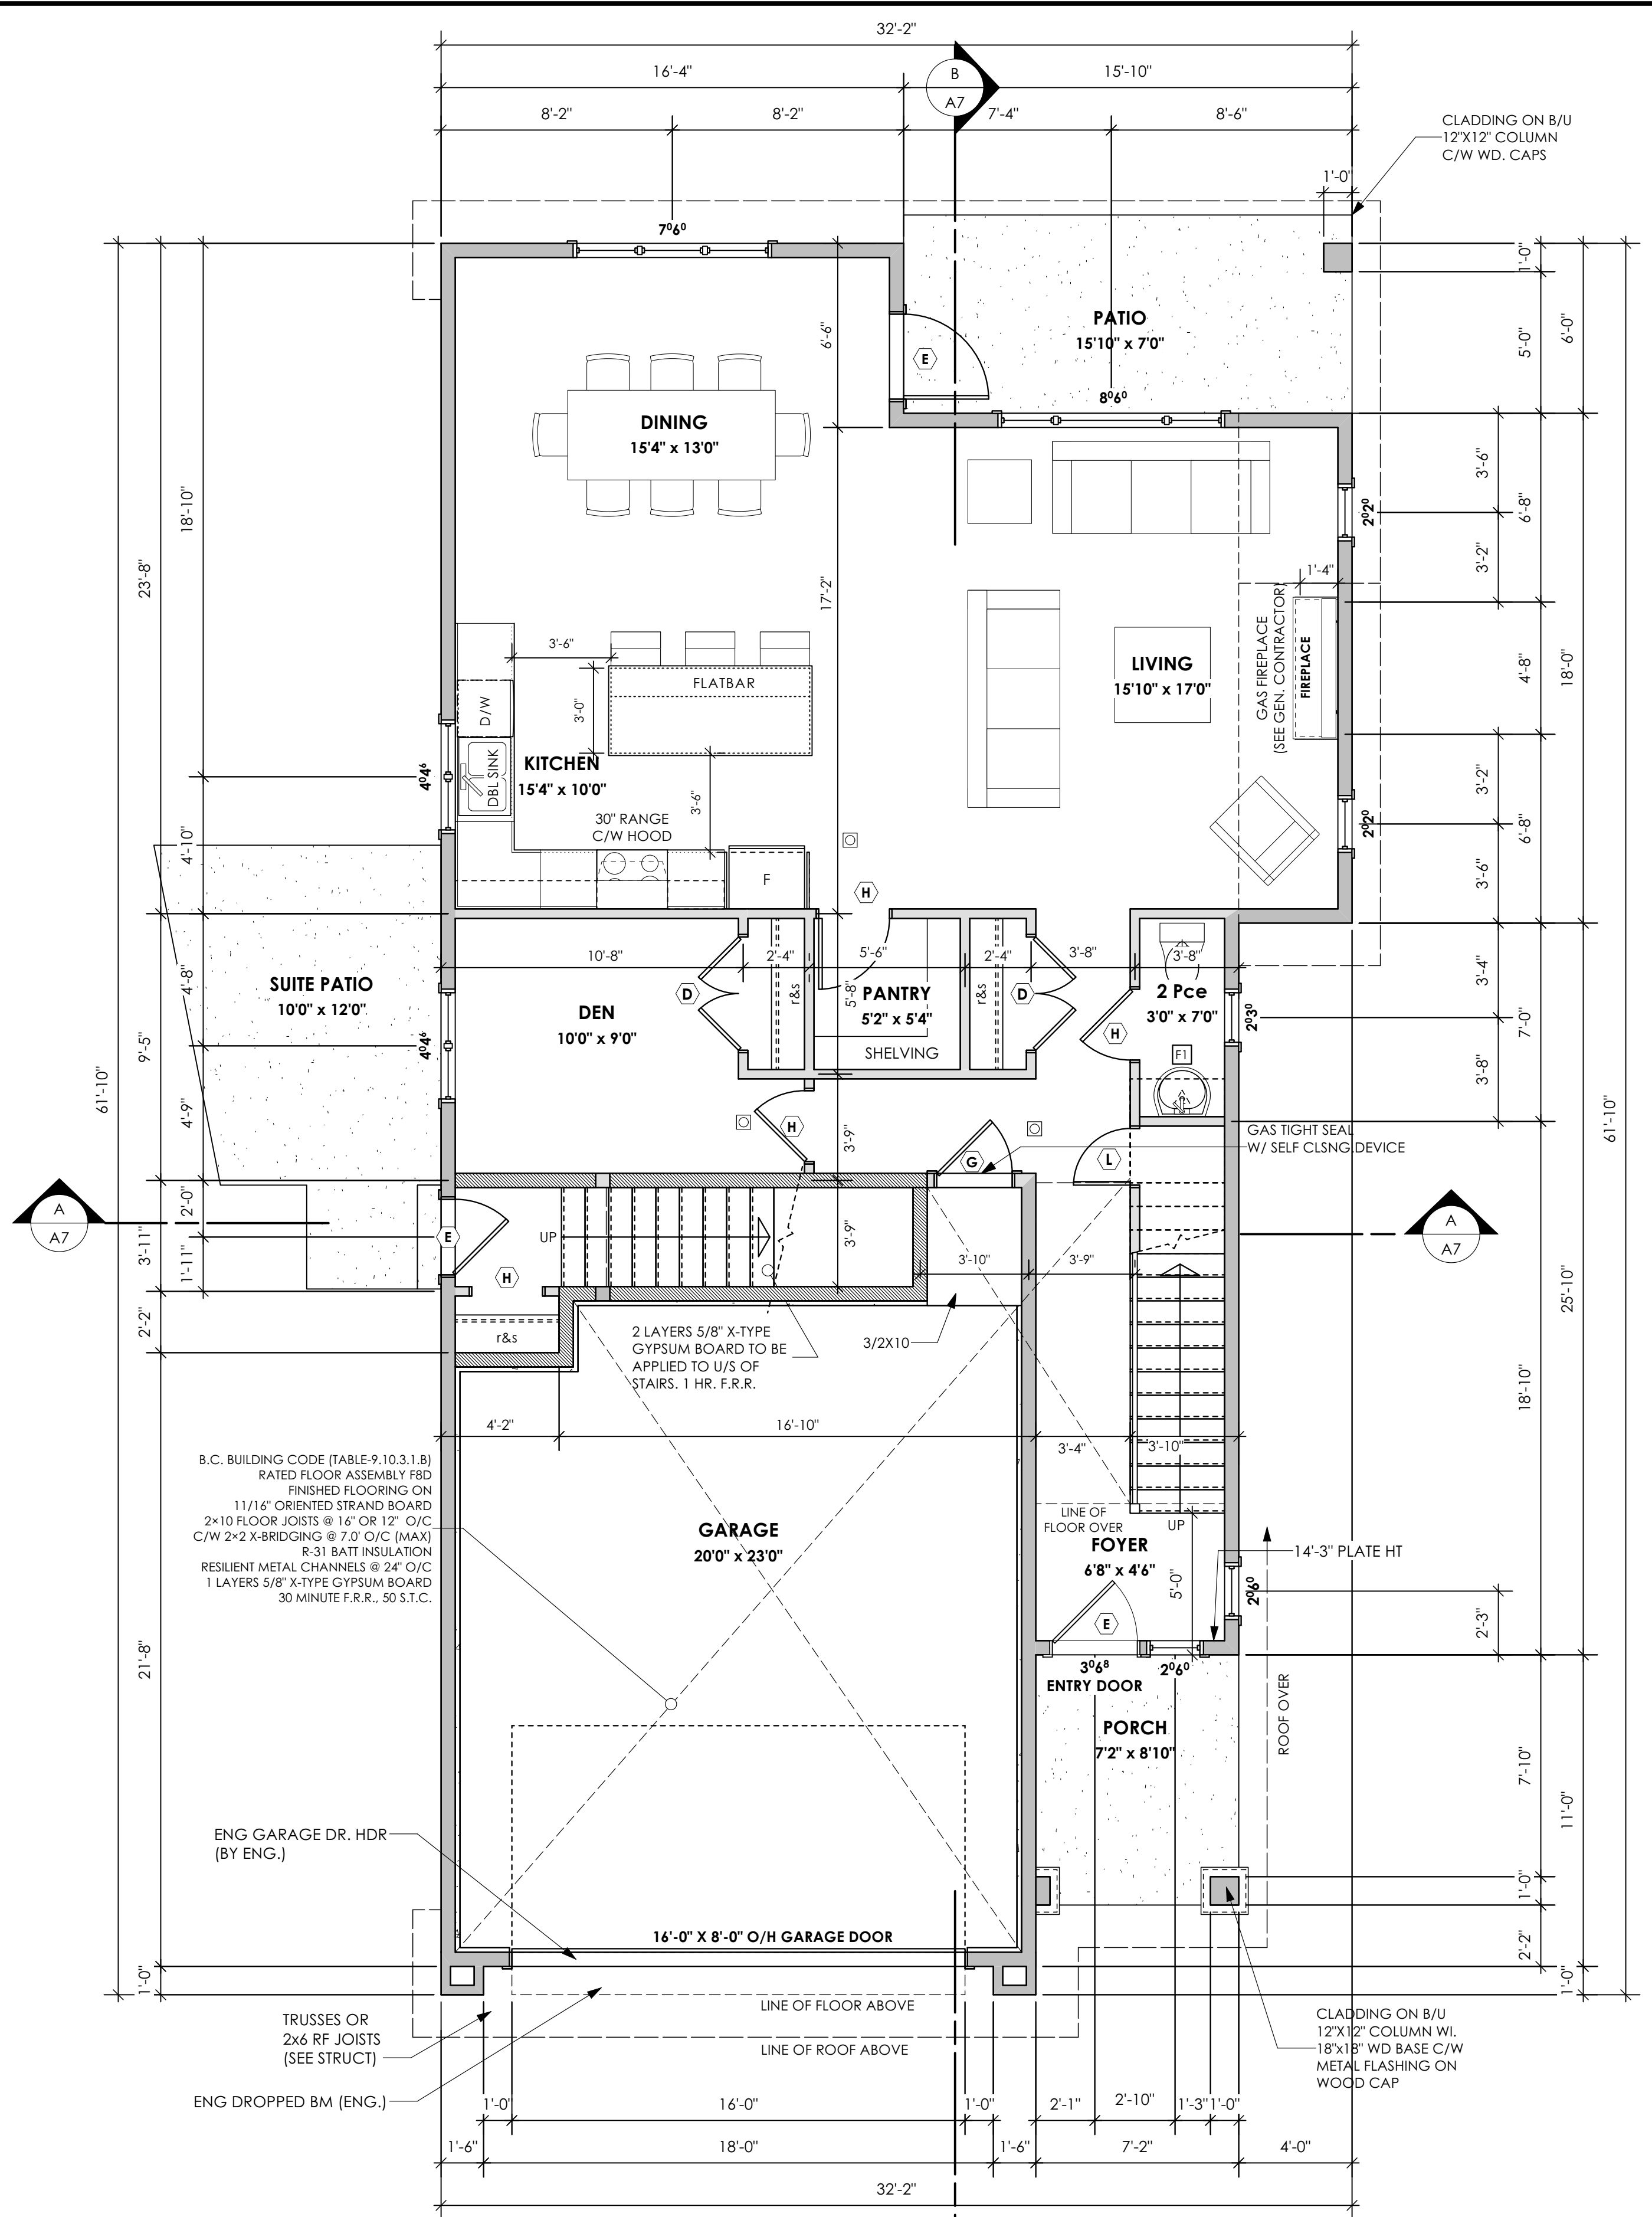 32'-2"
16'-4"
B
A7
15'-10"
8'-2"
8'-2"
7'-4"
8'-6"
CLADDING ON B/U
12"X12" COLUMN
C/W WD. CAPS
1'-0"
7⁰6⁰
1'-0"
6'-6"
PATIO
15'10" x 7'0"
E
5'-0"
6'-0"
8⁰6⁰
DINING
15'4" x 13'0"
18'-10"
3'-6"
6'-8"
2⁰2⁰
3'-2"
23'-8"
17'-2"
1'-4"
3'-6"
FLATBAR
D/W
3'-0"
LIVING
15'10" x 17'0"
GAS FIREPLACE
(SEE GEN. CONTRACTOR)
FIREPLACE
4'-8"
18'-0"
4⁰4⁶
DBL SINK
KITCHEN
15'4" x 10'0"
3'-6"
3'-2"
30" RANGE
C/W HOOD
2⁰2⁰
6'-8"
4'-10"
F
H
3'-6"
10'-8"
2'-4"
5'-6"
2'-4"
3'-8"
3'-8"
3'-4"
SUITE PATIO
10'0" x 12'0"
4'-8"
D
r&s
5'-8"
PANTRY
5'2" x 5'4"
r&s
D
2 Pce
3'0" x 7'0"
2⁰3⁰
7'-0"
DEN
10'0" x 9'0"
H
9'-5"
4⁰4⁶
SHELVING
F1
3'-8"
61'-10"
61'-10"
4'-9"
H
3'-9"
G
L
GAS TIGHT SEAL
W/ SELF CLSNG DEVICE
A
A7
2'-0"
3'-11"
1'-11"
E
UP
3'-9"
H
3'-10"
3'-9"
A
A7
25'-10"
2'-2"
r&s
2 LAYERS 5/8" X-TYPE
GYPSUM BOARD TO BE
APPLIED TO U/S OF
STAIRS. 1 HR. F.R.R.
3/2X10
18'-10"
4'-2"
16'-10"
3'-4"
3'-10"
B.C. BUILDING CODE (TABLE-9.10.3.1.B)
RATED FLOOR ASSEMBLY F8D
FINISHED FLOORING ON
11/16" ORIENTED STRAND BOARD
2×10 FLOOR JOISTS @ 16" OR 12" O/C
C/W 2×2 X-BRIDGING @ 7.0' O/C (MAX)
R-31 BATT INSULATION
RESILIENT METAL CHANNELS @ 24" O/C
1 LAYERS 5/8" X-TYPE GYPSUM BOARD
30 MINUTE F.R.R., 50 S.T.C.
GARAGE
20'0" x 23'0"
LINE OF
FLOOR OVER
UP
FOYER
6'8" x 4'6"
14'-3" PLATE HT
5'-0"
2⁰6⁰
2'-3"
E
21'-8"
3⁰6⁸
2⁰6⁰
ENTRY DOOR
ROOF OVER
PORCH
7'2" x 8'10"
7'-10"
11'-0"
ENG GARAGE DR. HDR
(BY ENG.)
1'-0"
16'-0" X 8'-0" O/H GARAGE DOOR
2'-2"
1'-0"
1'-0"
LINE OF FLOOR ABOVE
LINE OF ROOF ABOVE
TRUSSES OR
2x6 RF JOISTS
(SEE STRUCT)
ENG DROPPED BM (ENG.)
CLADDING ON B/U
12"X12" COLUMN WI.
18"x18" WD BASE C/W
METAL FLASHING ON
WOOD CAP
1'-0"
16'-0"
1'-0"
2'-1"
2'-10"
1'-3"
1'-0"
1'-6"
18'-0"
1'-6"
7'-2"
4'-0"
32'-2"